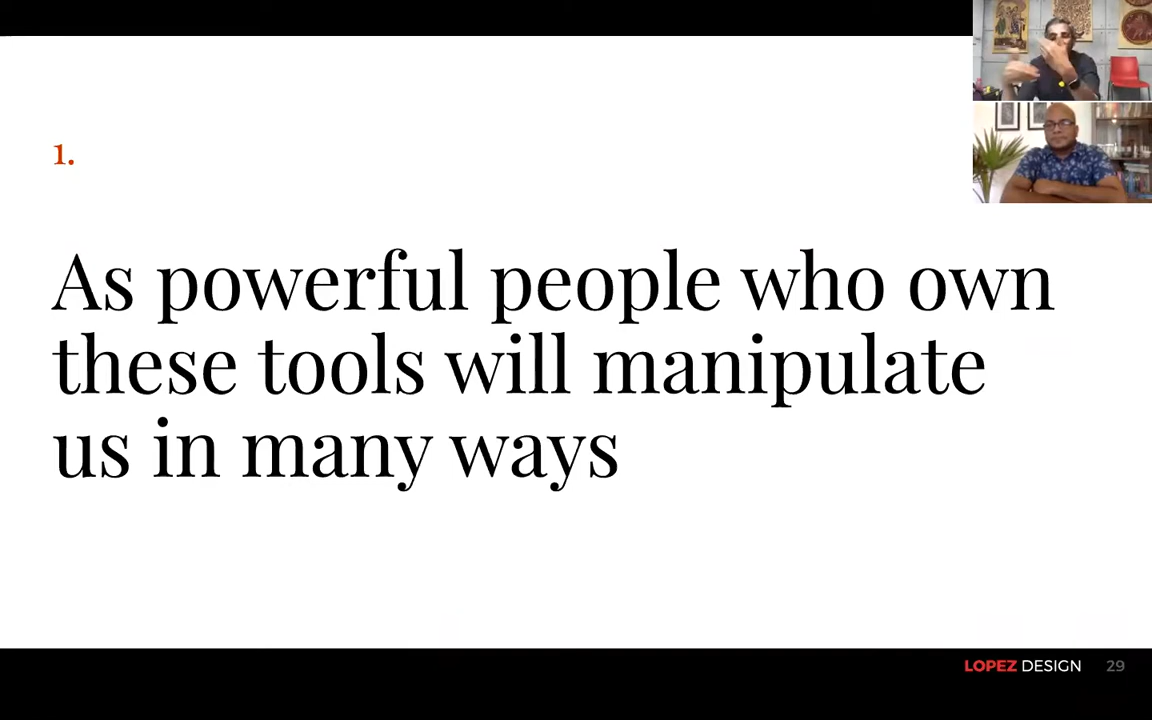 1.
As powerful people who own
these tools will manipulate
us in many ways
LOPEZ DESIGN 29